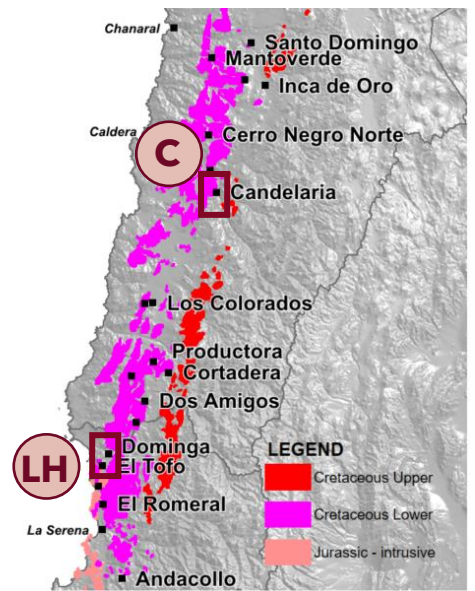 Chanaral
Santo Domingo
Mantoverde
Inca de Oro
Caldera
Cerro Negro Norte
C
Candelaria
Los Colorados
Productora
Cortadera
Dos Amigos
Dominga
LH
El Tofo
LEGEND
Cretaceous Upper
Cretaceous Lower
Jurassic - intrusive
El Romeral
La Serena
Andacollo